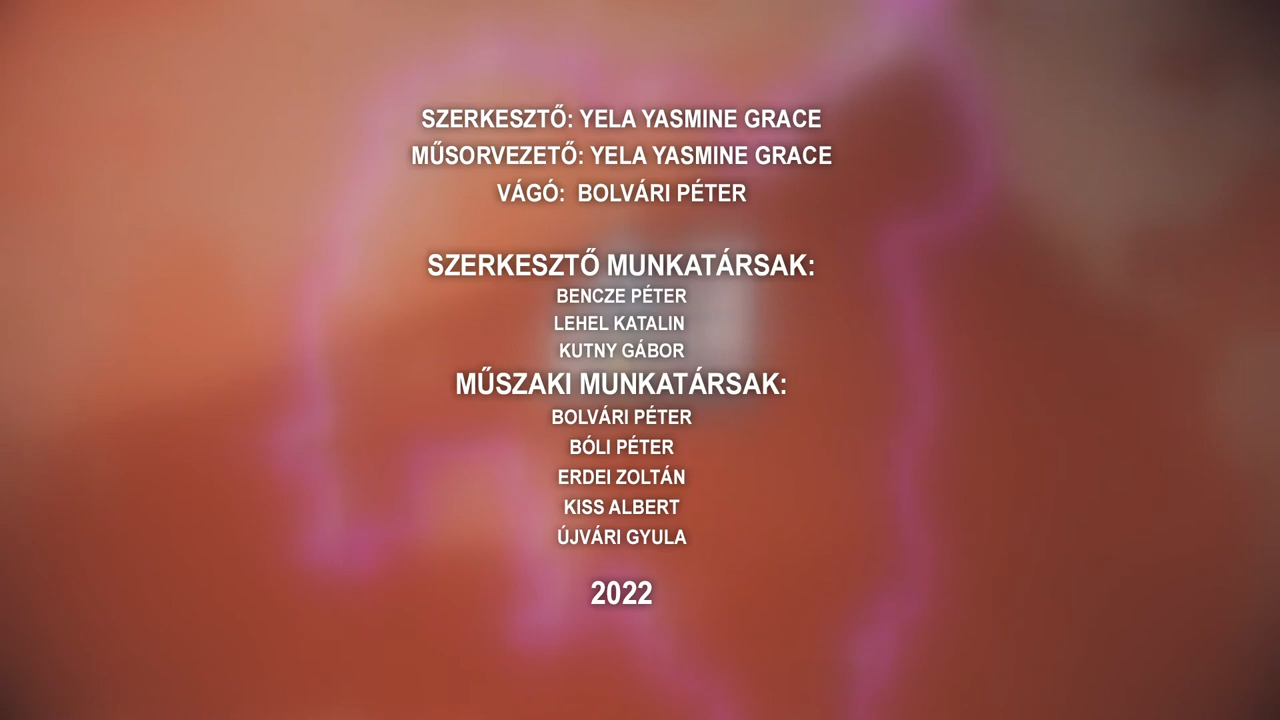 SZERKESZTŐ: YELA YASMINE GRACE
MŰSORVEZETŐ: YELA YASMINE GRACE
VÁGÓ: BOLVÁRI PÉTER
SZERKESZTŐ MUNKATÁRSAK:
BENCZE PÉTER
LEHEL KATALIN
KUTNY GÁBOR
MŰSZAKI MUNKATÁRSAK:
BOLVÁRI PÉTER
BÓLI PÉTER
ERDEI ZOLTÁN
KISS ALBERT
ÚJVÁRI GYULA
2022